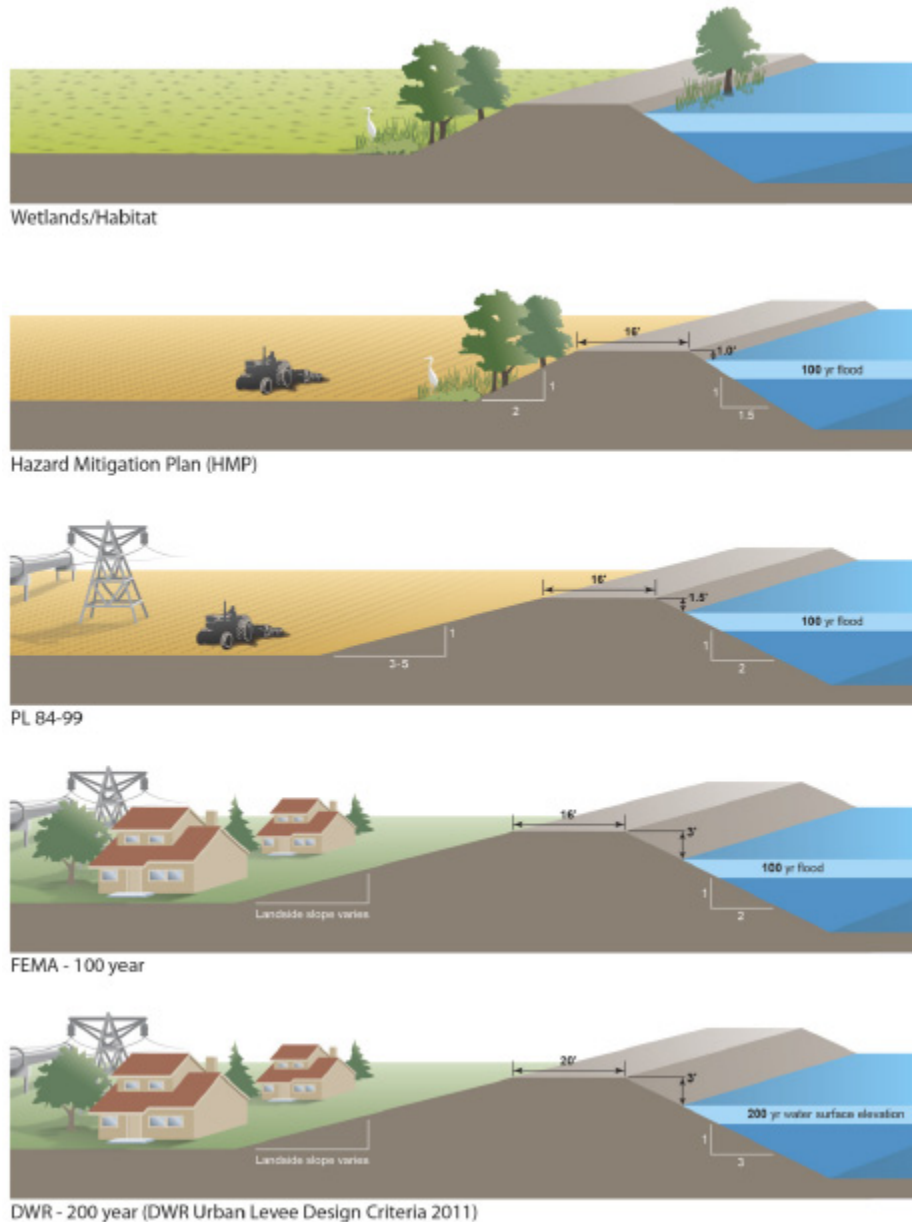 Wetlands/Habitat
16'
1.0'
100 yr flood
1
2
1
1.5
Hazard Mitigation Plan (HMP)
16'
1.5'
100 yr flood
1
3-5
1
2
PL 84-99
16'
3'
100 yr flood
Landside slope varies
1
2
FEMA - 100 year
20'
3'
200 yr water surface elevation
Landside slope varies
1
3
DWR - 200 year (DWR Urban Levee Design Criteria 2011)